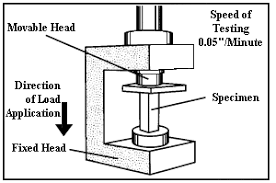 Movable Head
Speed of
Testing
0.05"/Minute
Direction
of Load
Application
Specimen
Fixed Head